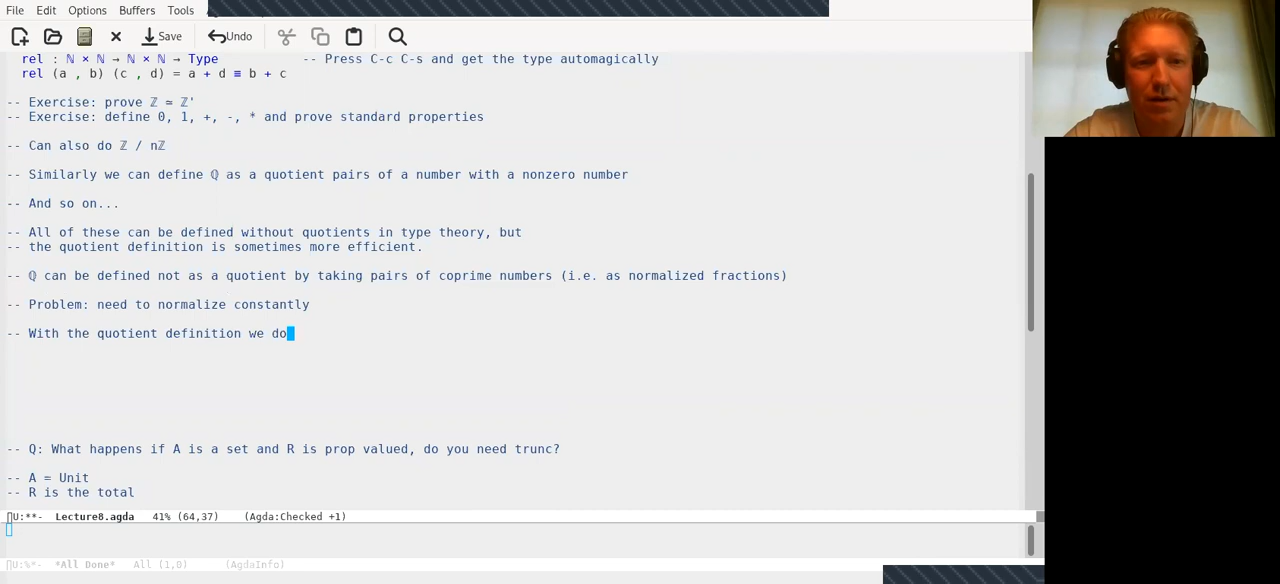 File Edit Options Buffers Tools
Save Undo
rel : ℕ × ℕ → ℕ × ℕ → Type -- Press C-c C-s and get the type automagically
rel (a , b) (c , d) = a + d ≡ b + c
-- Exercise: prove ℤ ≃ ℤ'
-- Exercise: define 0, 1, +, -, * and prove standard properties
-- Can also do ℤ / nℤ
-- Similarly we can define ℚ as a quotient pairs of a number with a nonzero number
-- And so on...
-- All of these can be defined without quotients in type theory, but
-- the quotient definition is sometimes more efficient.
-- ℚ can be defined not as a quotient by taking pairs of coprime numbers (i.e. as normalized fractions)
-- Problem: need to normalize constantly
-- With the quotient definition we do
-- Q: What happens if A is a set and R is prop valued, do you need trunc?
-- A = Unit
-- R is the total
U:**- Lecture8.agda 41% (64,37) (Agda:Checked +1)
U:%*- *All Done* All (1,0) (AgdaInfo)